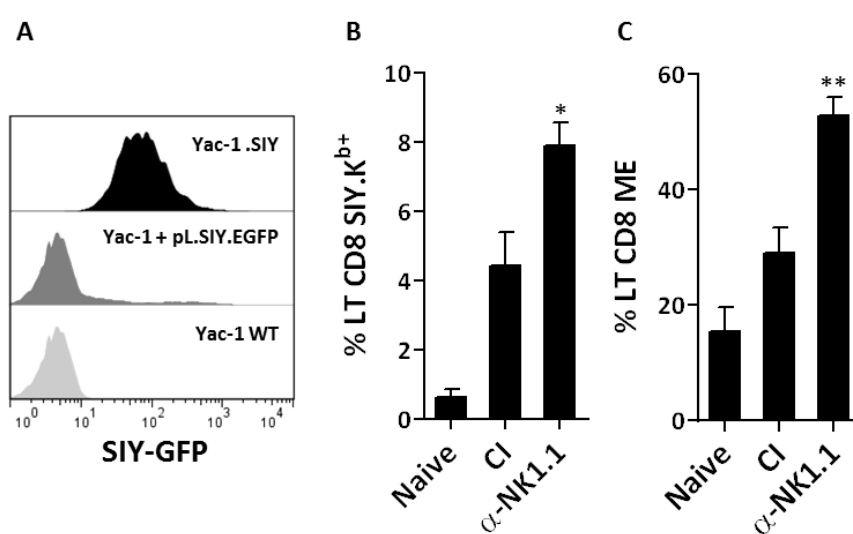 A
B
C
Yac-1 .SIY
Yac-1 + pL.SIY.EGFP
Yac-1 WT
10⁰ 10¹ 10² 10³ 10⁴
SIY-GFP
% LT CD8 SIY.Kᵇ⁺
10
8
6
4
2
0
*
Naive CI α-NK1.1
% LT CD8 ME
60
40
20
0
**
Naive CI α-NK1.1